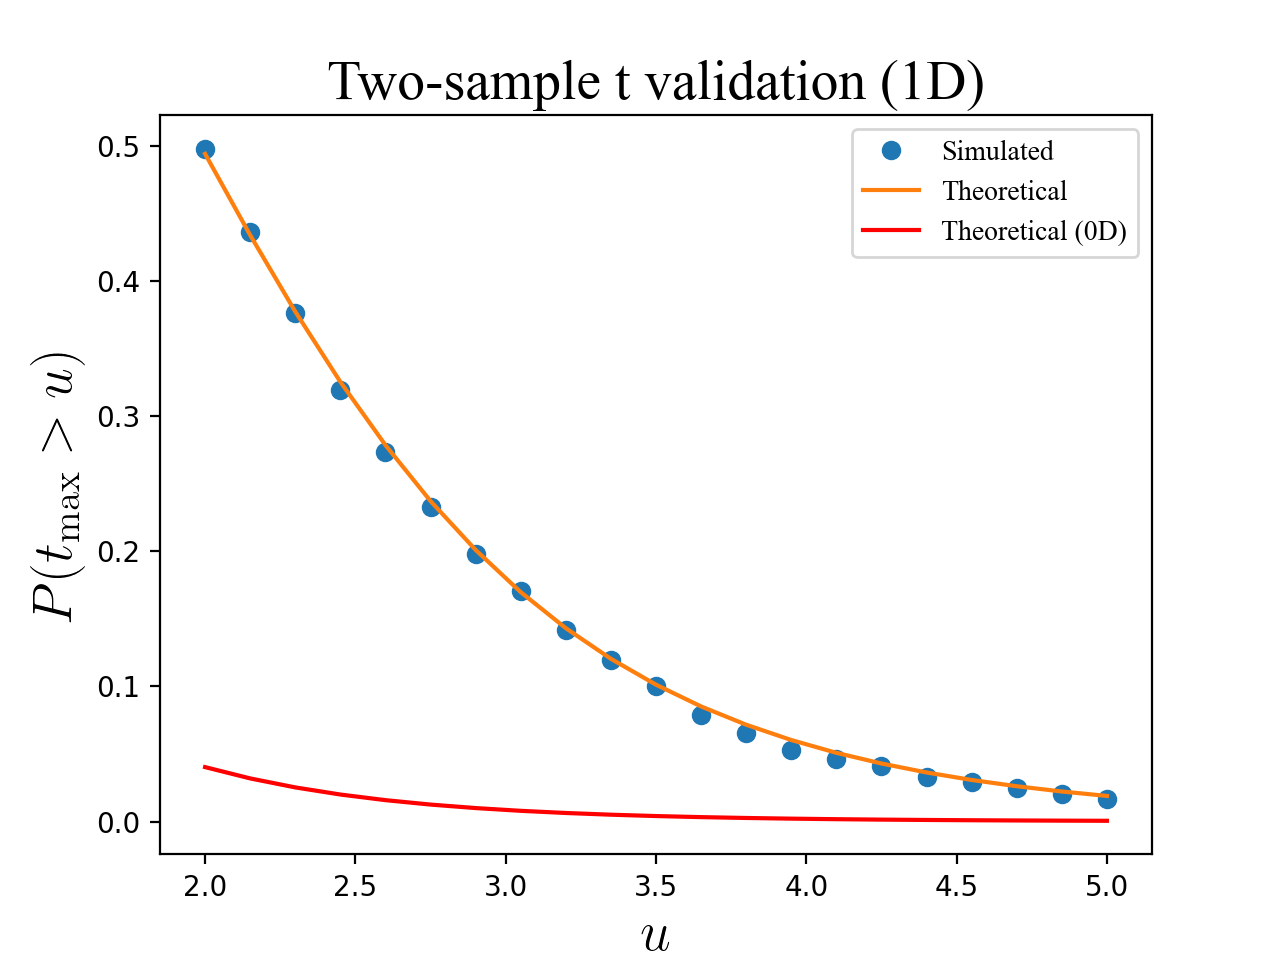 Two-sample t validation (1D)
Simulated
Theoretical
Theoretical (0D)
P(t_max > u)
0.5
0.4
0.3
0.2
0.1
0.0
2.0 2.5 3.0 3.5 4.0 4.5 5.0
u